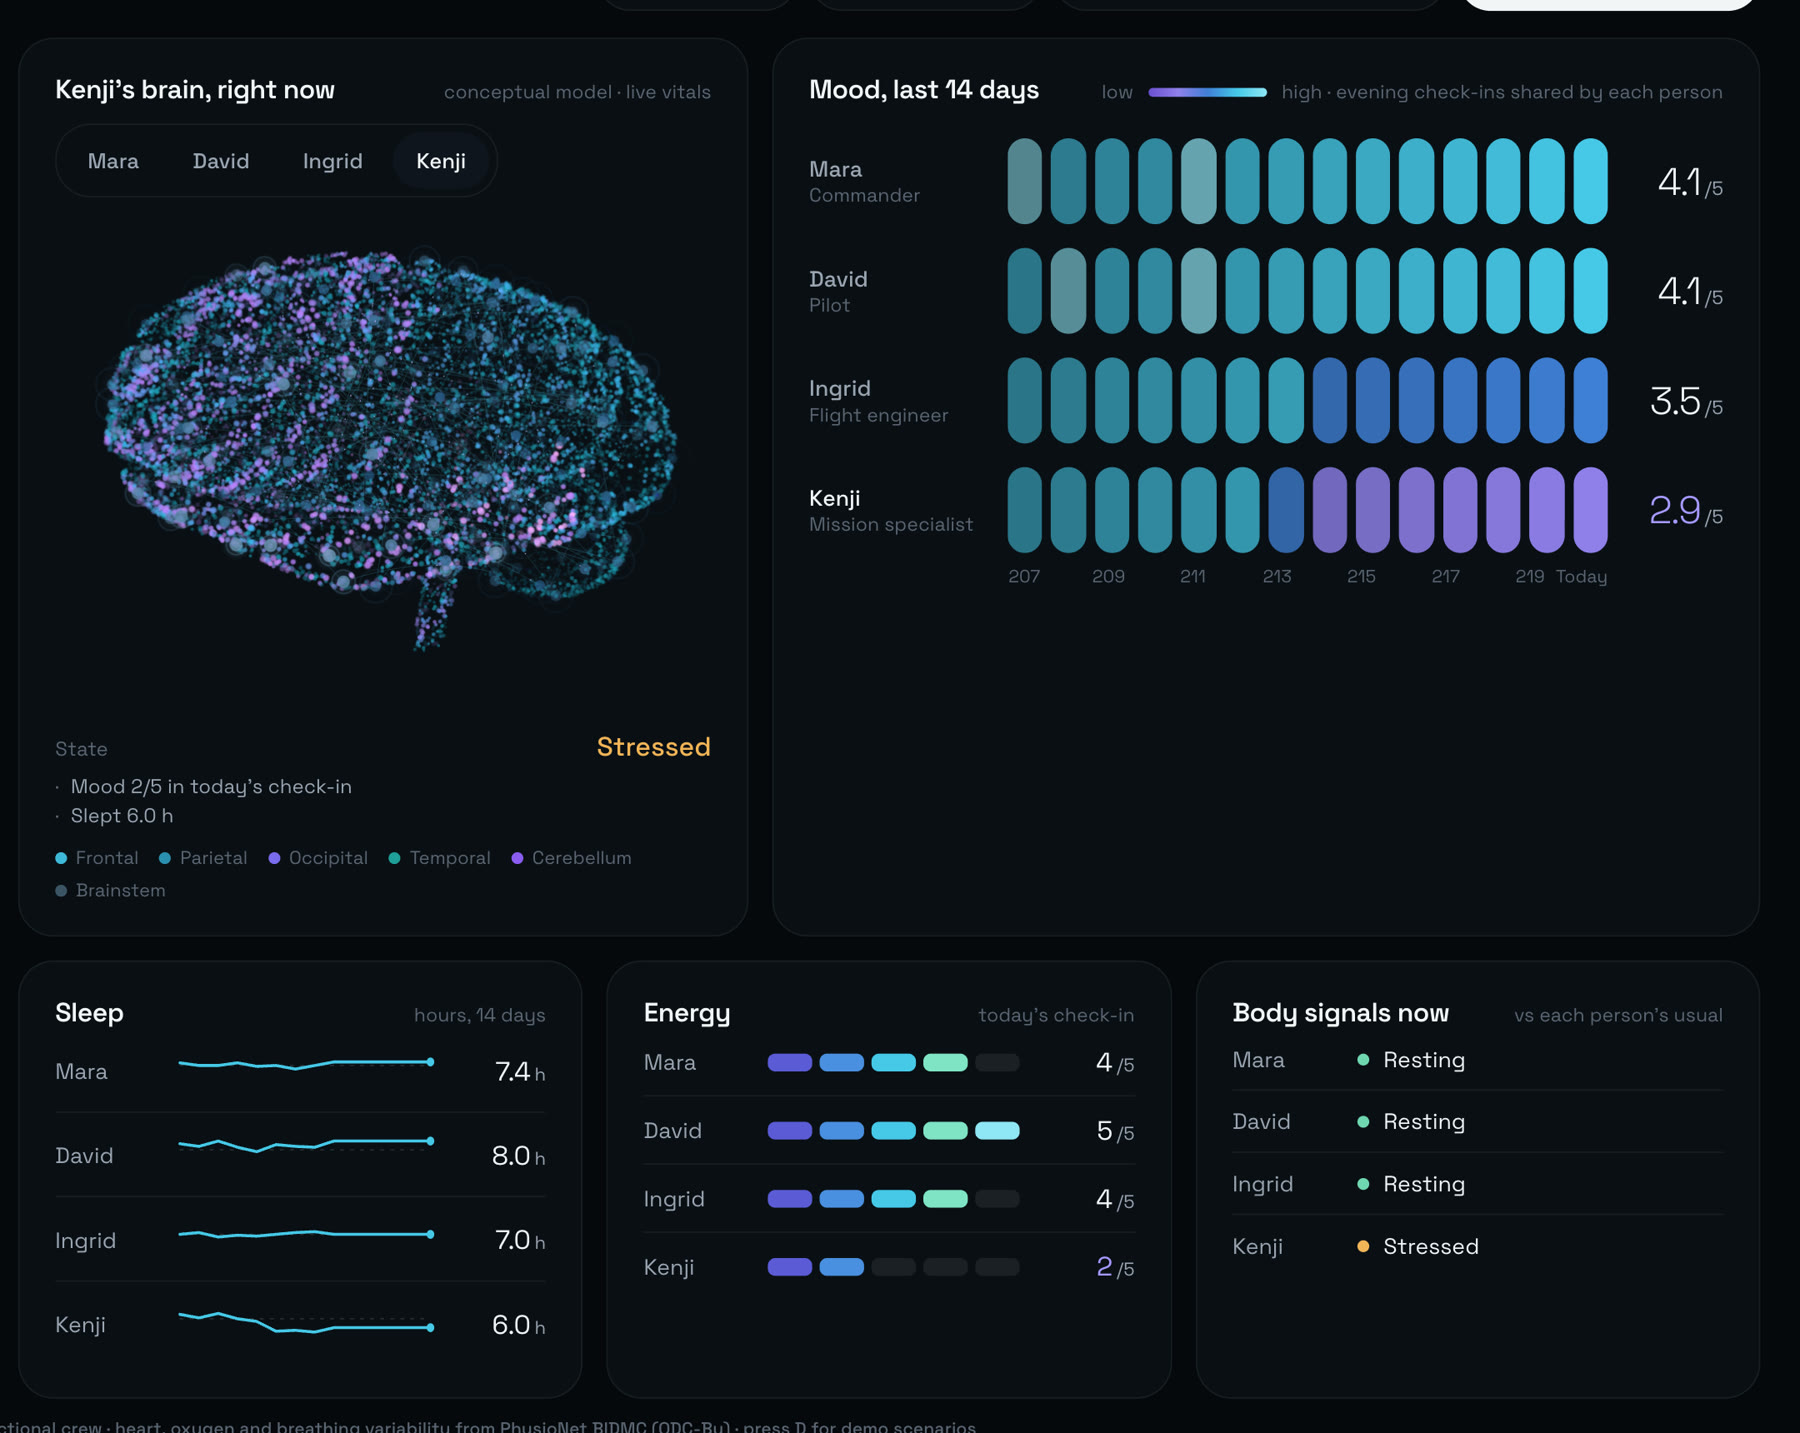 Kenji's brain, right now
conceptual model · live vitals
Mara David Ingrid Kenji
State Stressed
· Mood 2/5 in today's check-in
· Slept 6.0 h
Frontal Parietal Occipital Temporal Cerebellum
Brainstem
Mood, last 14 days
low high · evening check-ins shared by each person
Mara
Commander
4.1/5
David
Pilot
4.1/5
Ingrid
Flight engineer
3.5/5
Kenji
Mission specialist
2.9/5
207 209 211 213 215 217 219 Today
Sleep
hours, 14 days
Mara 7.4 h
David 8.0 h
Ingrid 7.0 h
Kenji 6.0 h
Energy
today's check-in
Mara 4/5
David 5/5
Ingrid 4/5
Kenji 2/5
Body signals now
vs each person's usual
Mara Resting
David Resting
Ingrid Resting
Kenji Stressed
crew · heart, oxygen and breathing variability from PhysioNet BIDMC (ODC-By) · press D for demo scenarios